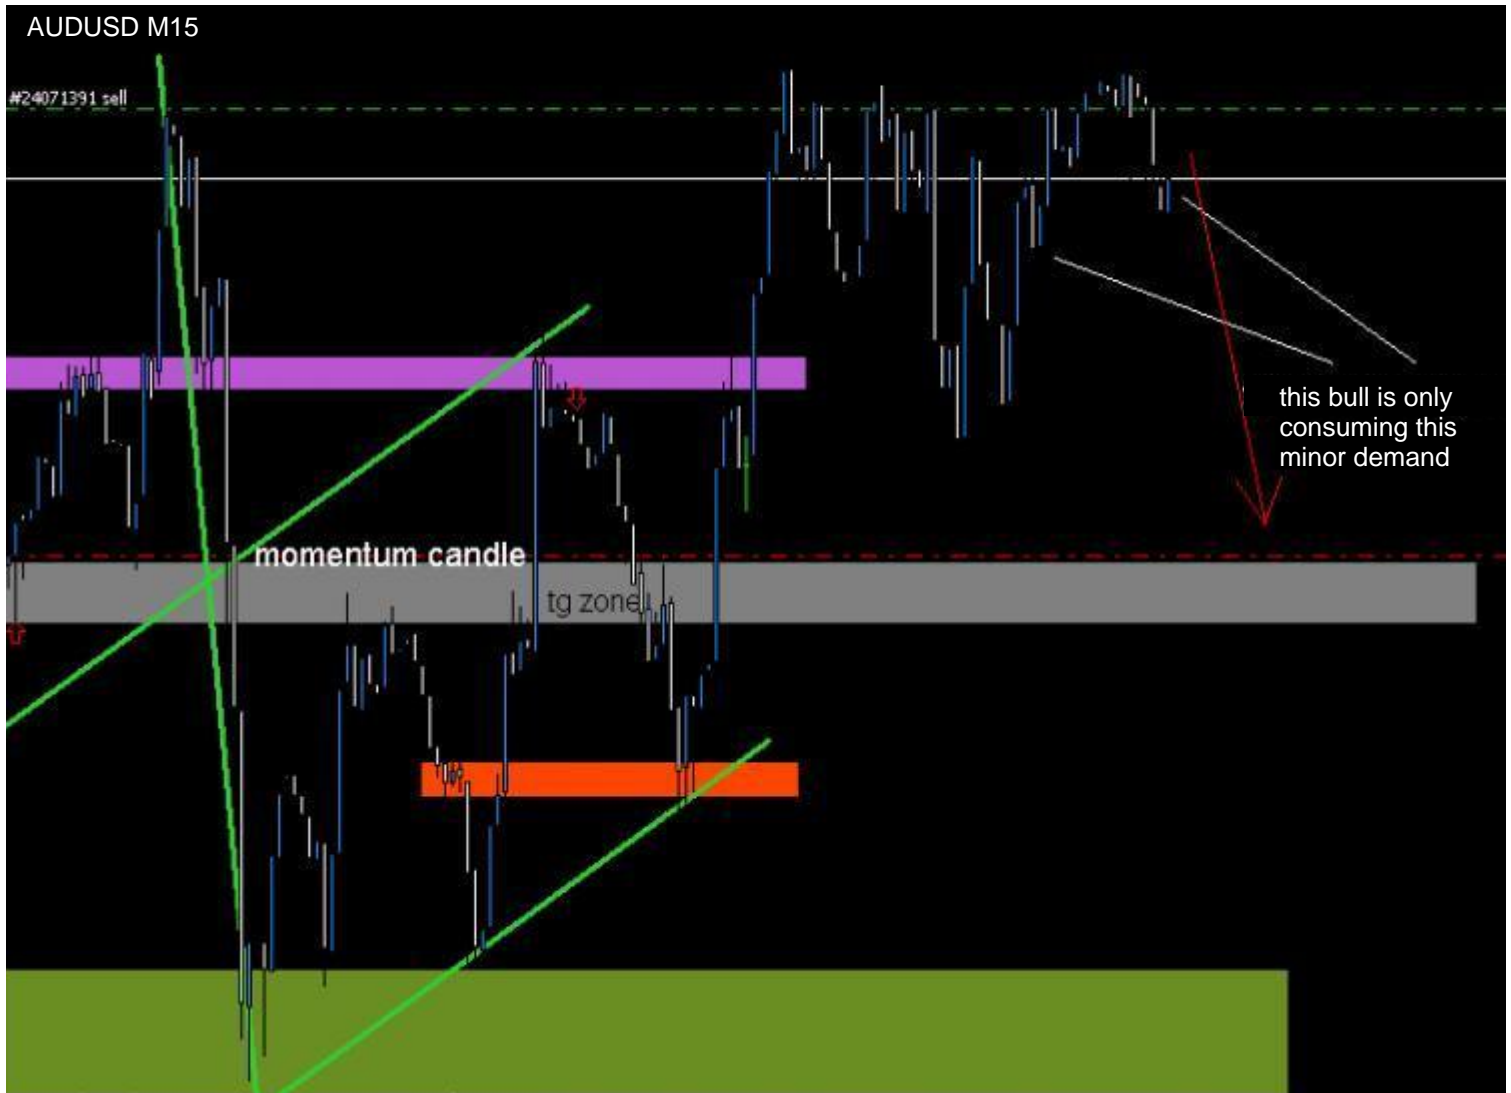 AUDUSD M15
#24071391 sell
this bull is only
consuming this
minor demand
momentum candle
tg zone